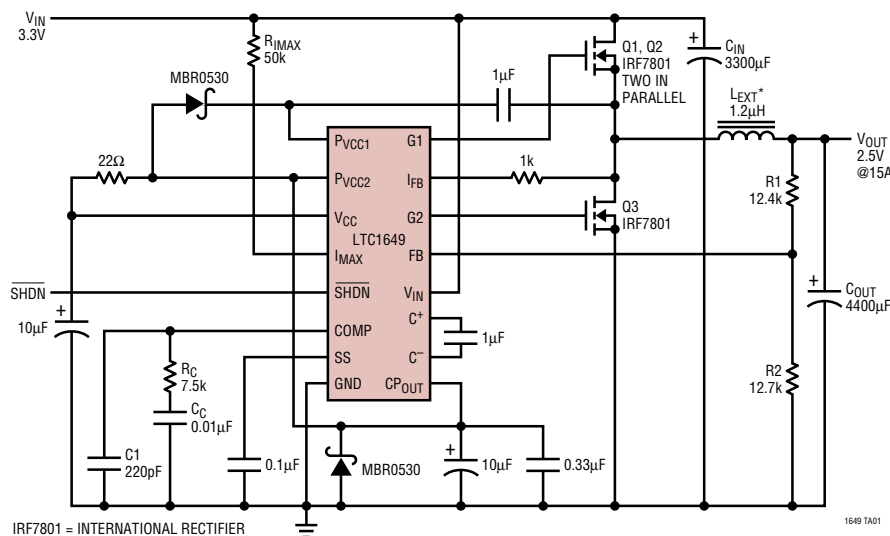 VIN
3.3V
RIMAX
50k
MBR0530
1µF
Q1, Q2
IRF7801
TWO IN
PARALLEL
+
CIN
3300µF
LEXT*
1.2µH
VOUT
2.5V
@15A
22Ω
PVCC1
G1
PVCC2
IFB
1k
VCC
G2
Q3
IRF7801
R1
12.4k
LTC1649
IMAX
FB
SHDN
SHDN
VIN
+
10µF
COMP
C+
1µF
+
COUT
4400µF
SS
C–
RC
7.5k
GND
CPOUT
R2
12.7k
CC
0.01µF
C1
220pF
0.1µF
MBR0530
+
10µF
0.33µF
IRF7801 = INTERNATIONAL RECTIFIER
1649 TA01